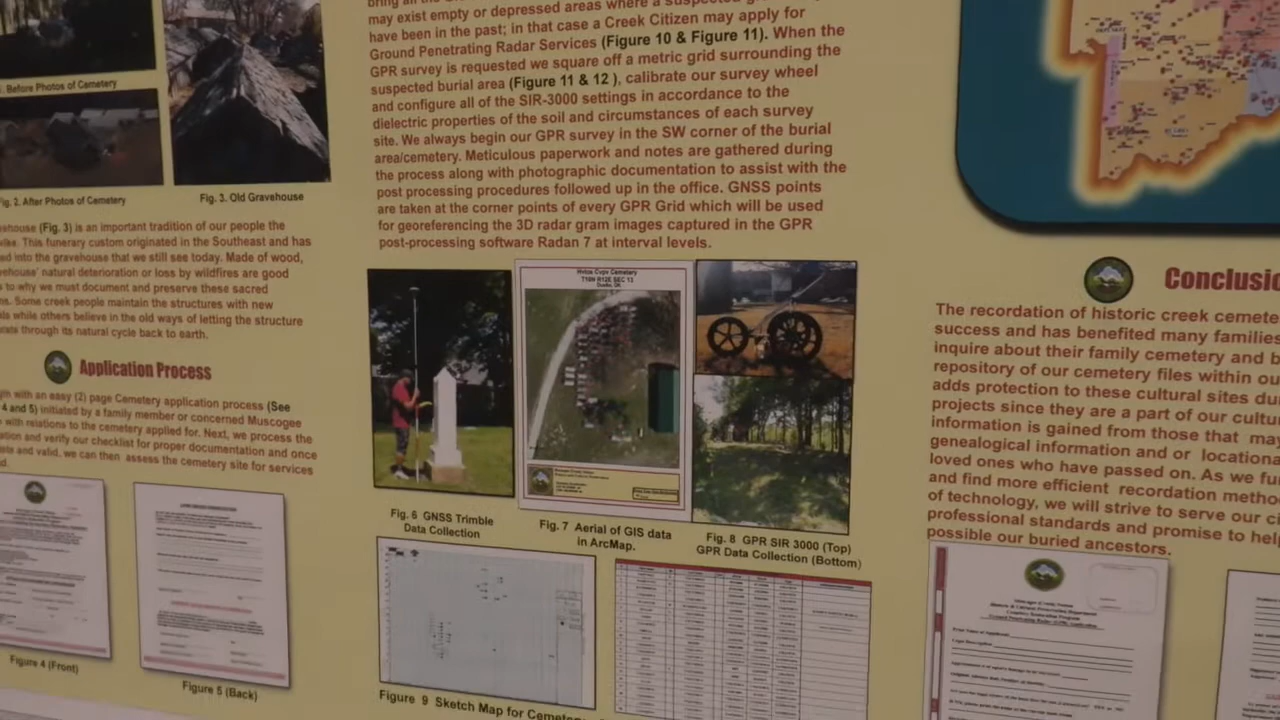 1. Before Photos of Cemetery
Fig. 2. After Photos of Cemetery
Fig. 3. Old Gravehouse
(Fig. 3) is an important tradition of our people the
This funerary custom originated in the Southeast and has
into the gravehouse that we still see today. Made of wood,
natural deterioration or loss by wildfires are good
to why we must document and preserve these sacred
Some creek people maintain the structures with new
while others believe in the old ways of letting the structure
through its natural cycle back to earth.
Application Process
with an easy (2) page Cemetery application process (See
4 and 5) initiated by a family member or concerned Muscogee
with relations to the cemetery applied for. Next, we process the
and verify our checklist for proper documentation and once
and valid, we can then assess the cemetery site for services
Figure 4 (Front)
Figure 5 (Back)
may exist empty or depressed areas where a suspected
have been in the past; in that case a Creek Citizen may apply for
Ground Penetrating Radar Services (Figure 10 & Figure 11). When the
GPR survey is requested we square off a metric grid surrounding the
suspected burial area (Figure 11 & 12 ), calibrate our survey wheel
and configure all of the SIR-3000 settings in accordance to the
dielectric properties of the soil and circumstances of each survey
site. We always begin our GPR survey in the SW corner of the burial
area/cemetery. Meticulous paperwork and notes are gathered during
the process along with photographic documentation to assist with the
post processing procedures followed up in the office. GNSS points
are taken at the corner points of every GPR Grid which will be used
for georeferencing the 3D radar gram images captured in the GPR
post-processing software Radan 7 at interval levels.
Cemetery
Fig. 6 GNSS Trimble
Data Collection
Fig. 7 Aerial of GIS data
in ArcMap.
Fig. 8 GPR SIR 3000 (Top)
GPR Data Collection (Bottom)
Figure 9 Sketch Map for
Conclusio
The recordation of historic creek cemete
success and has benefited many families
inquire about their family cemetery and b
repository of our cemetery files within ou
adds protection to these cultural sites du
projects since they are a part of our cultu
information is gained from those that may
genealogical information and or locationa
loved ones who have passed on. As we fu
and find more efficient recordation metho
of technology, we will strive to serve our c
professional standards and promise to help
possible our buried ancestors.